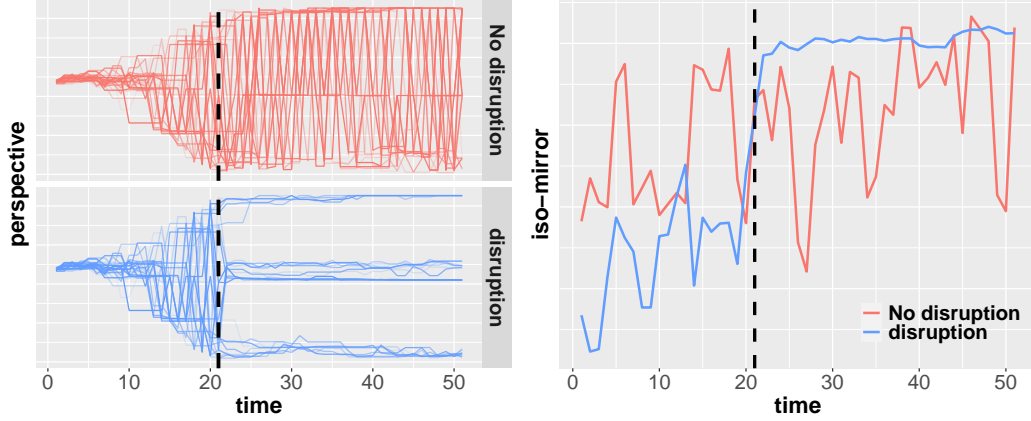 perspective
No disruption
disruption
0 10 20 30 40 50
time
iso−mirror
No disruption
disruption
0 10 20 30 40 50
time